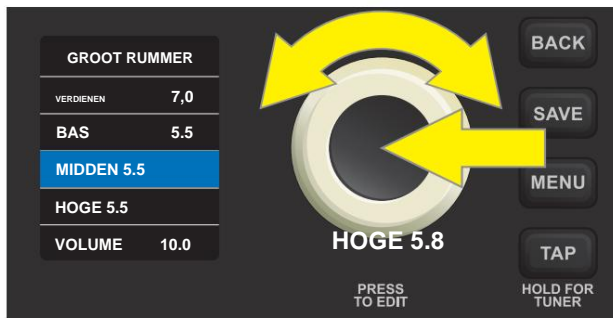 GROOT RUMMER
VERDIENEN 7,0
BAS 5.5
MIDDEN 5.5
HOGE 5.5
VOLUME 10.0
HOGE 5.8
PRESS
TO EDIT
BACK
SAVE
MENU
TAP
HOLD FOR
TUNER